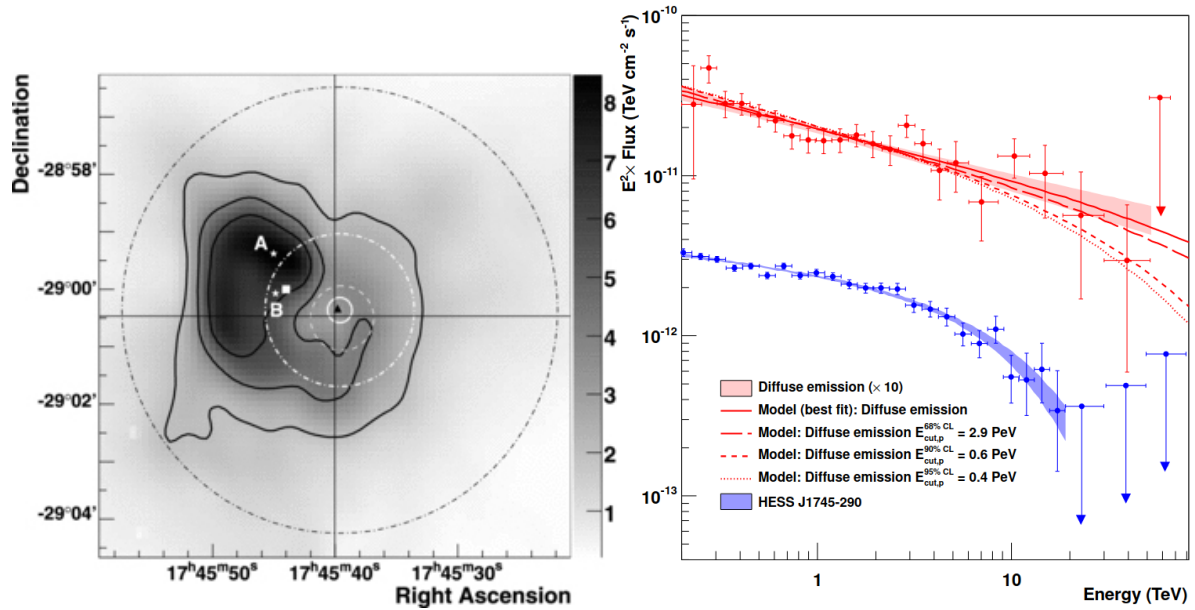 Declination
-28°58'
-29°00'
-29°02'
-29°04'
A
B
17ʰ45ᵐ50ˢ
17ʰ45ᵐ40ˢ
17ʰ45ᵐ30ˢ
Right Ascension
8
7
6
5
4
3
2
1
E²× Flux (TeV cm⁻² s⁻¹)
10⁻¹⁰
10⁻¹¹
10⁻¹²
10⁻¹³
Diffuse emission (× 10)
Model (best fit): Diffuse emission
Model: Diffuse emission E^68% CL_cut,p = 2.9 PeV
Model: Diffuse emission E^90% CL_cut,p = 0.6 PeV
Model: Diffuse emission E^95% CL_cut,p = 0.4 PeV
HESS J1745-290
1
10
Energy (TeV)